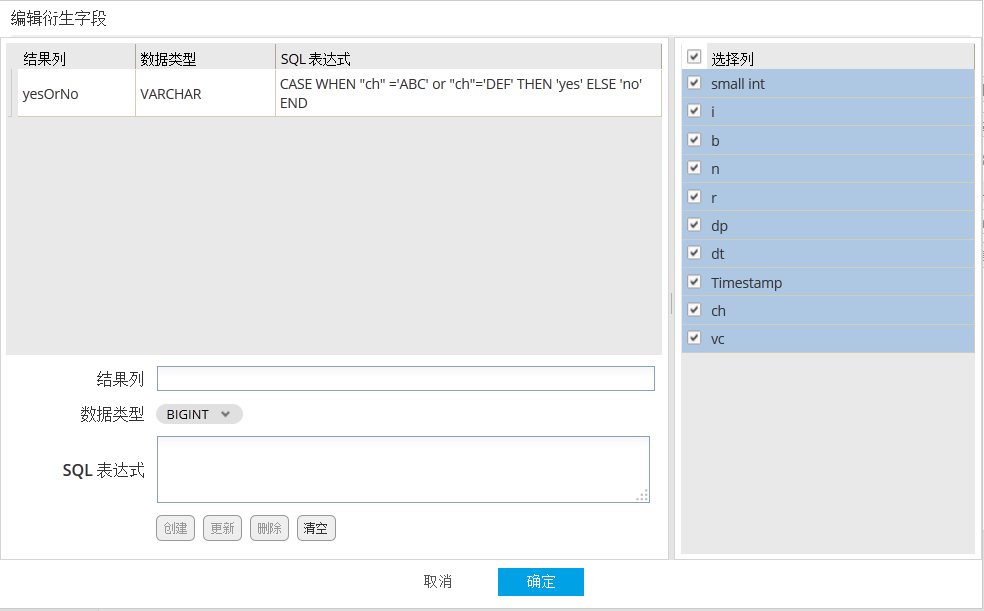 编辑衍生字段
结果列 数据类型 SQL 表达式
yesOrNo VARCHAR CASE WHEN "ch" ='ABC' or "ch"='DEF' THEN 'yes' ELSE 'no'
END
结果列
数据类型 BIGINT
SQL 表达式
创建 更新 删除 清空
选择列
small int
i
b
n
r
dp
dt
Timestamp
ch
vc
取消 确定